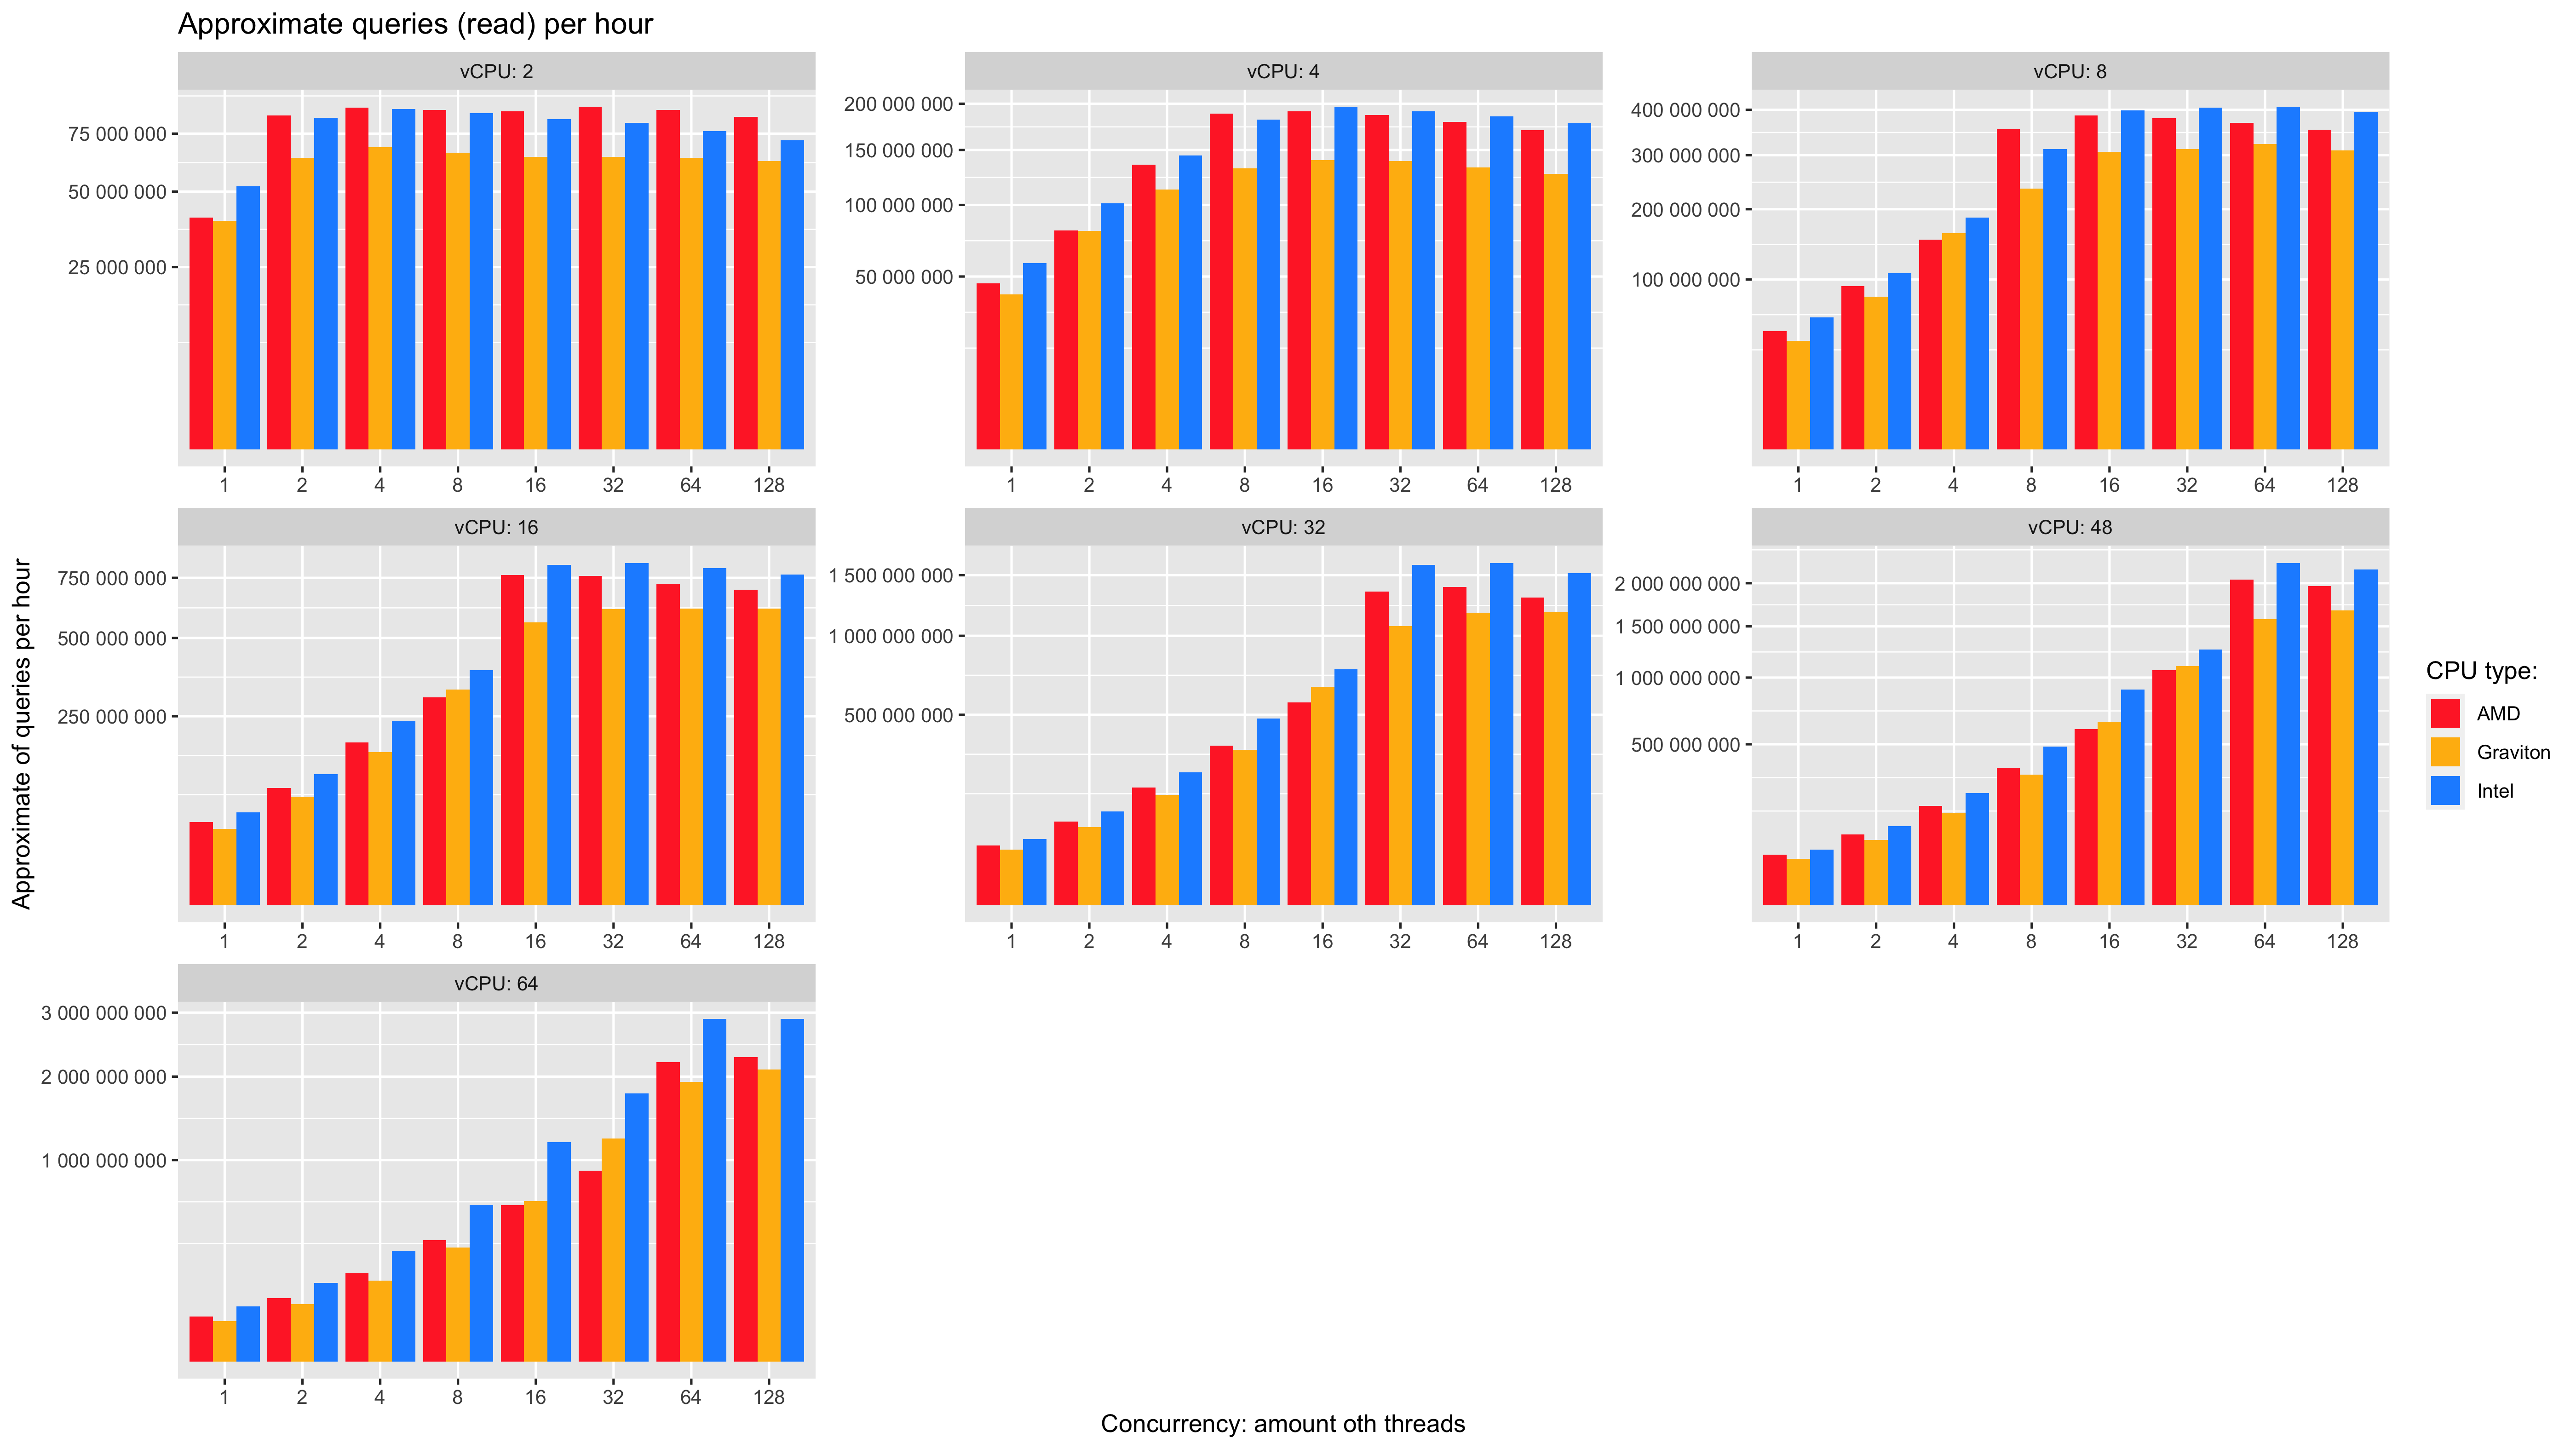 Approximate queries (read) per hour
vCPU: 2
75 000 000
50 000 000
25 000 000
1 2 4 8 16 32 64 128
vCPU: 4
200 000 000
150 000 000
100 000 000
50 000 000
1 2 4 8 16 32 64 128
vCPU: 8
400 000 000
300 000 000
200 000 000
100 000 000
1 2 4 8 16 32 64 128
Approximate of queries per hour
vCPU: 16
750 000 000
500 000 000
250 000 000
1 2 4 8 16 32 64 128
vCPU: 32
1 500 000 000
1 000 000 000
500 000 000
1 2 4 8 16 32 64 128
vCPU: 48
2 000 000 000
1 500 000 000
1 000 000 000
500 000 000
1 2 4 8 16 32 64 128
CPU type:
AMD
Graviton
Intel
vCPU: 64
3 000 000 000
2 000 000 000
1 000 000 000
1 2 4 8 16 32 64 128
Concurrency: amount oth threads